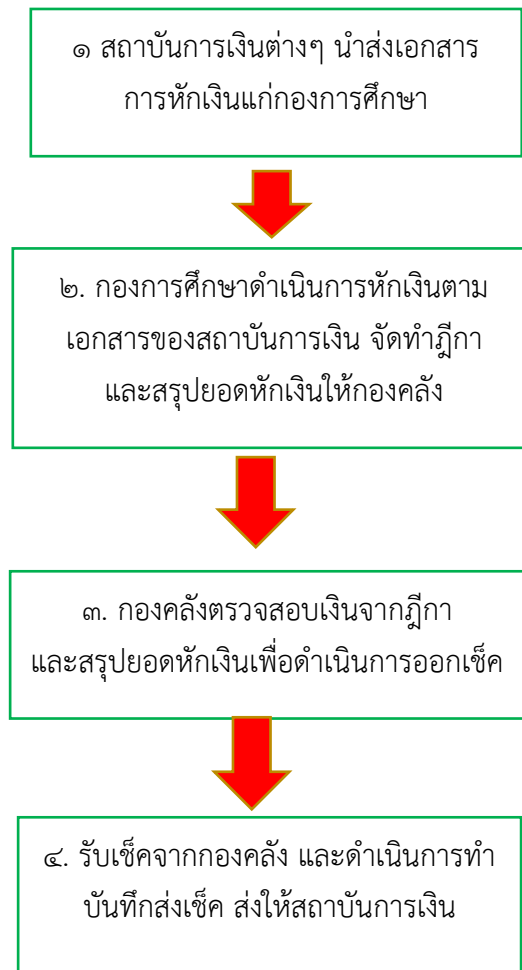 ๑ สถาบันการเงินต่างๆ นำส่งเอกสาร
การหักเงินแก่กองการศึกษา
๒. กองการศึกษาดำเนินการหักเงินตาม
เอกสารของสถาบันการเงิน จัดทำฎีกา
และสรุปยอดหักเงินให้กองคลัง
๓. กองคลังตรวจสอบเงินจากฎีกา
และสรุปยอดหักเงินเพื่อดำเนินการออกเช็ค
๔. รับเช็คจากกองคลัง และดำเนินการทำ
บันทึกส่งเช็ค ส่งให้สถาบันการเงิน